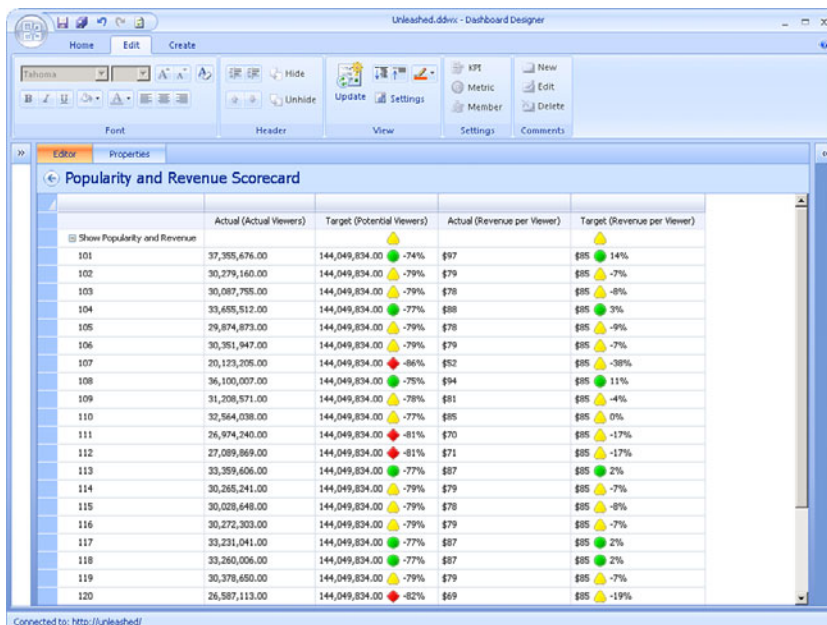 Unleashed.ddwx - Dashboard Designer
Home Edit Create
Tahoma
KPI New
Hide
Metric Edit
Update Settings
B I U A Unhide
Member Delete
Font Header View Settings Comments
Editor Properties
Popularity and Revenue Scorecard
Actual (Actual Viewers) Target (Potential Viewers) Actual (Revenue per Viewer) Target (Revenue per Viewer)
Show Popularity and Revenue
101 37,355,676.00 144,049,834.00 -74% $97 $85 14%
102 30,279,160.00 144,049,834.00 -79% $79 $85 -7%
103 30,087,755.00 144,049,834.00 -79% $78 $85 -8%
104 33,655,512.00 144,049,834.00 -77% $88 $85 3%
105 29,874,873.00 144,049,834.00 -79% $78 $85 -9%
106 30,351,947.00 144,049,834.00 -79% $79 $85 -7%
107 20,123,205.00 144,049,834.00 -86% $52 $85 -38%
108 36,100,007.00 144,049,834.00 -75% $94 $85 11%
109 31,208,571.00 144,049,834.00 -78% $81 $85 -4%
110 32,564,038.00 144,049,834.00 -77% $85 $85 0%
111 26,974,240.00 144,049,834.00 -81% $70 $85 -17%
112 27,089,869.00 144,049,834.00 -81% $71 $85 -17%
113 33,359,606.00 144,049,834.00 -77% $87 $85 2%
114 30,265,241.00 144,049,834.00 -79% $79 $85 -7%
115 30,028,648.00 144,049,834.00 -79% $78 $85 -8%
116 30,272,303.00 144,049,834.00 -79% $79 $85 -7%
117 33,231,041.00 144,049,834.00 -77% $87 $85 2%
118 33,260,006.00 144,049,834.00 -77% $87 $85 2%
119 30,378,650.00 144,049,834.00 -79% $79 $85 -7%
120 26,587,113.00 144,049,834.00 -82% $69 $85 -19%
Connected to: http://unleashed/